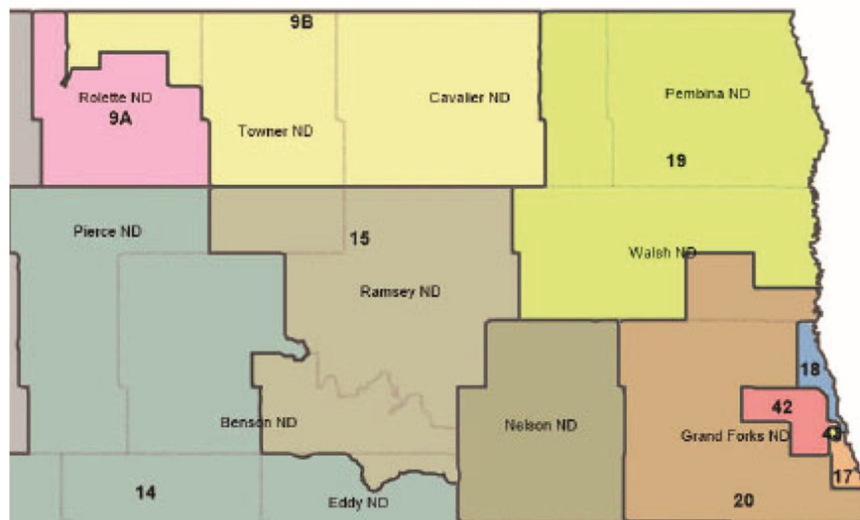 9B
Rolette ND
Cavalier ND
Pembina ND
9A
Towner ND
19
Pierce ND
15
Walsh ND
Ramsey ND
18
42
Benson ND
Nelson ND
Grand Forks ND
17
14
Eddy ND
20